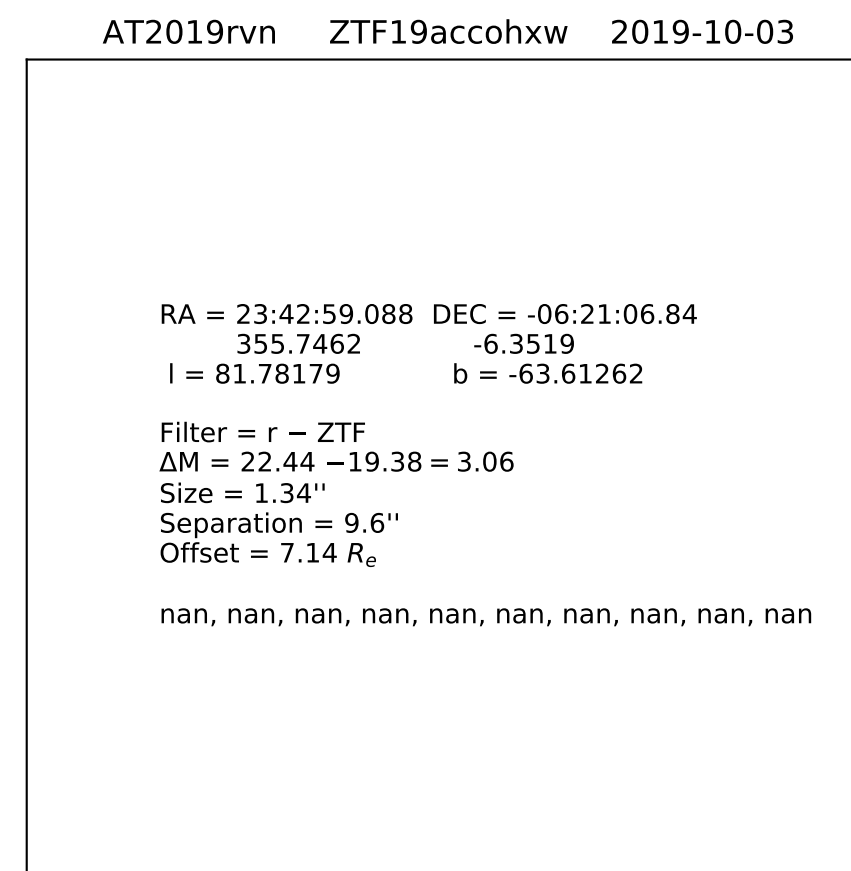 AT2019rvn ZTF19accohxw 2019-10-03
RA = 23:42:59.088 DEC = -06:21:06.84
355.7462 -6.3519
l = 81.78179 b = -63.61262
Filter = r − ZTF
ΔM = 22.44 −19.38 = 3.06
Size = 1.34''
Separation = 9.6''
Offset = 7.14 Re
nan, nan, nan, nan, nan, nan, nan, nan, nan, nan